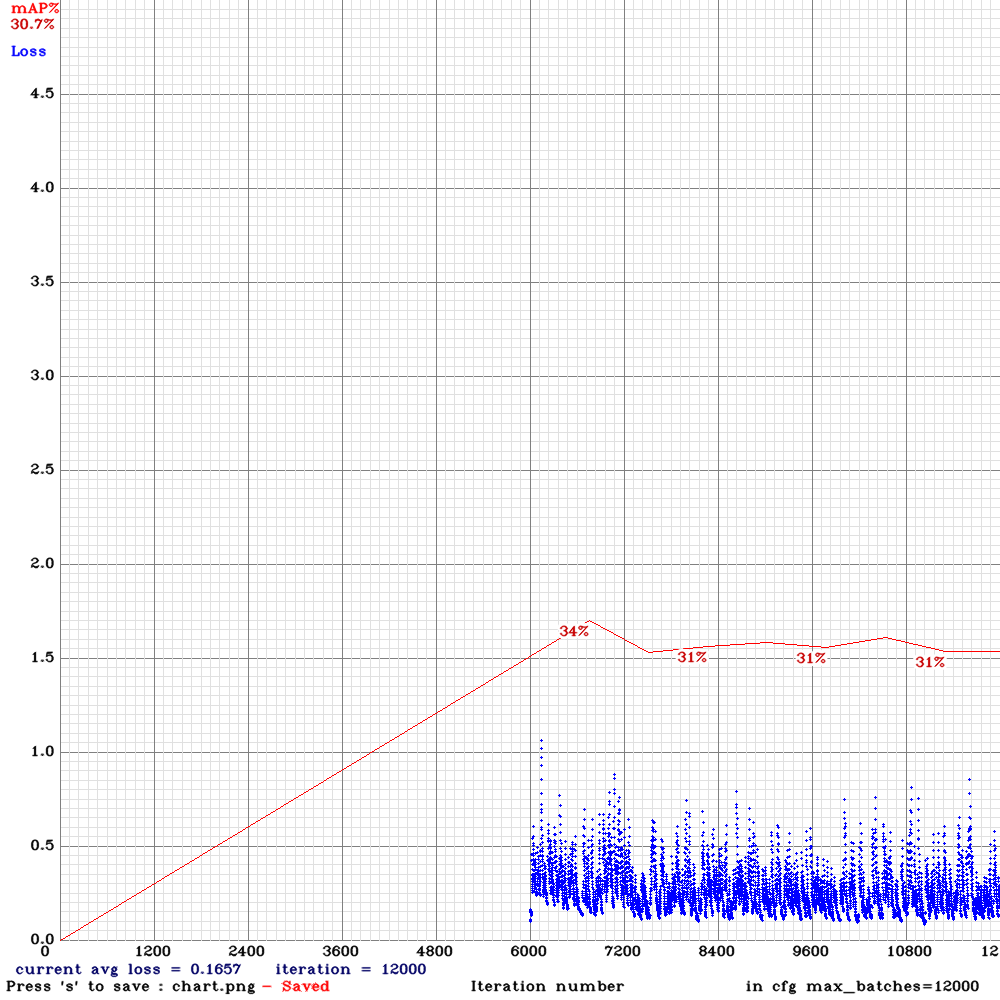 mAP%
30.7%
Loss
4.5
4.0
3.5
3.0
2.5
2.0
34%
1.5 31% 31% 31%
1.0
0.5
0.0
0 1200 2400 3600 4800 6000 7200 8400 9600 10800 12
current avg loss = 0.1657 iteration = 12000
Press 's' to save : chart.png - Saved Iteration number in cfg max_batches=12000